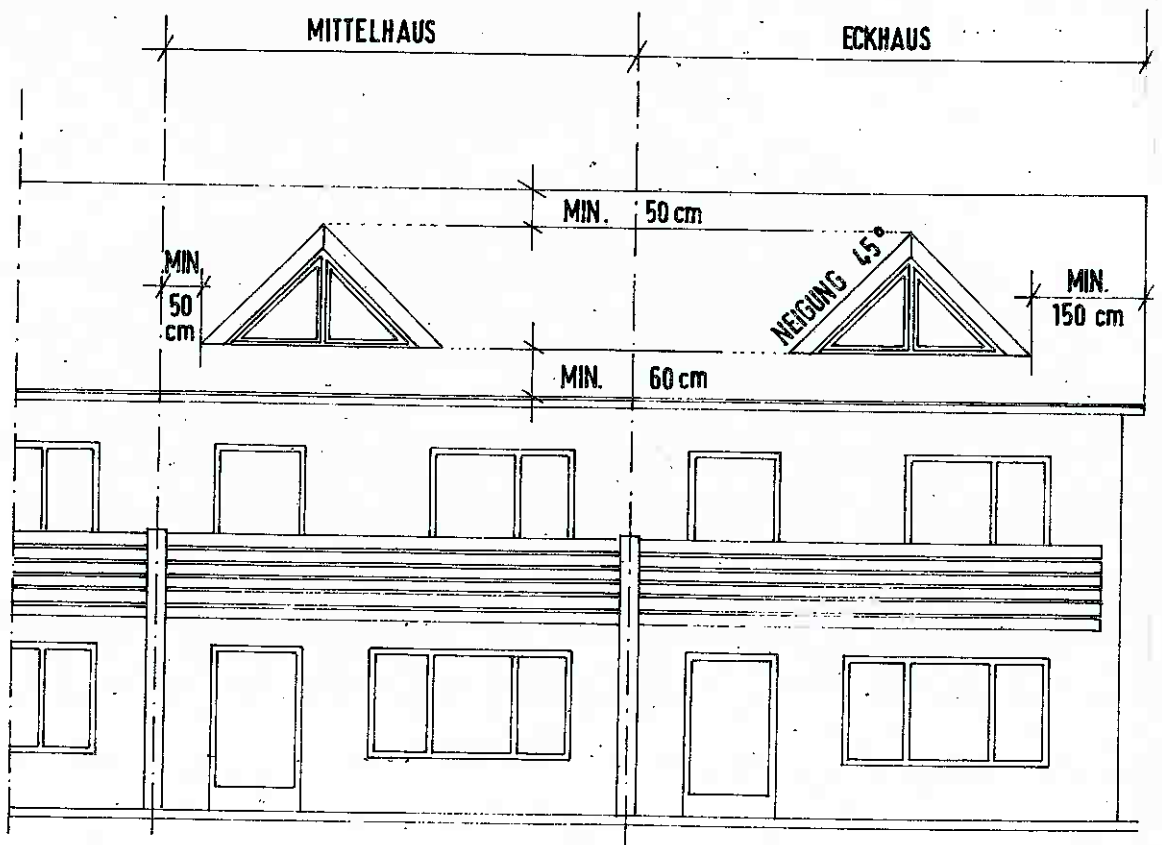 MITTELHAUS
ECKHAUS
MIN. 50 cm
MIN.
50
cm
NEIGUNG 45°
MIN.
150 cm
MIN. 60 cm